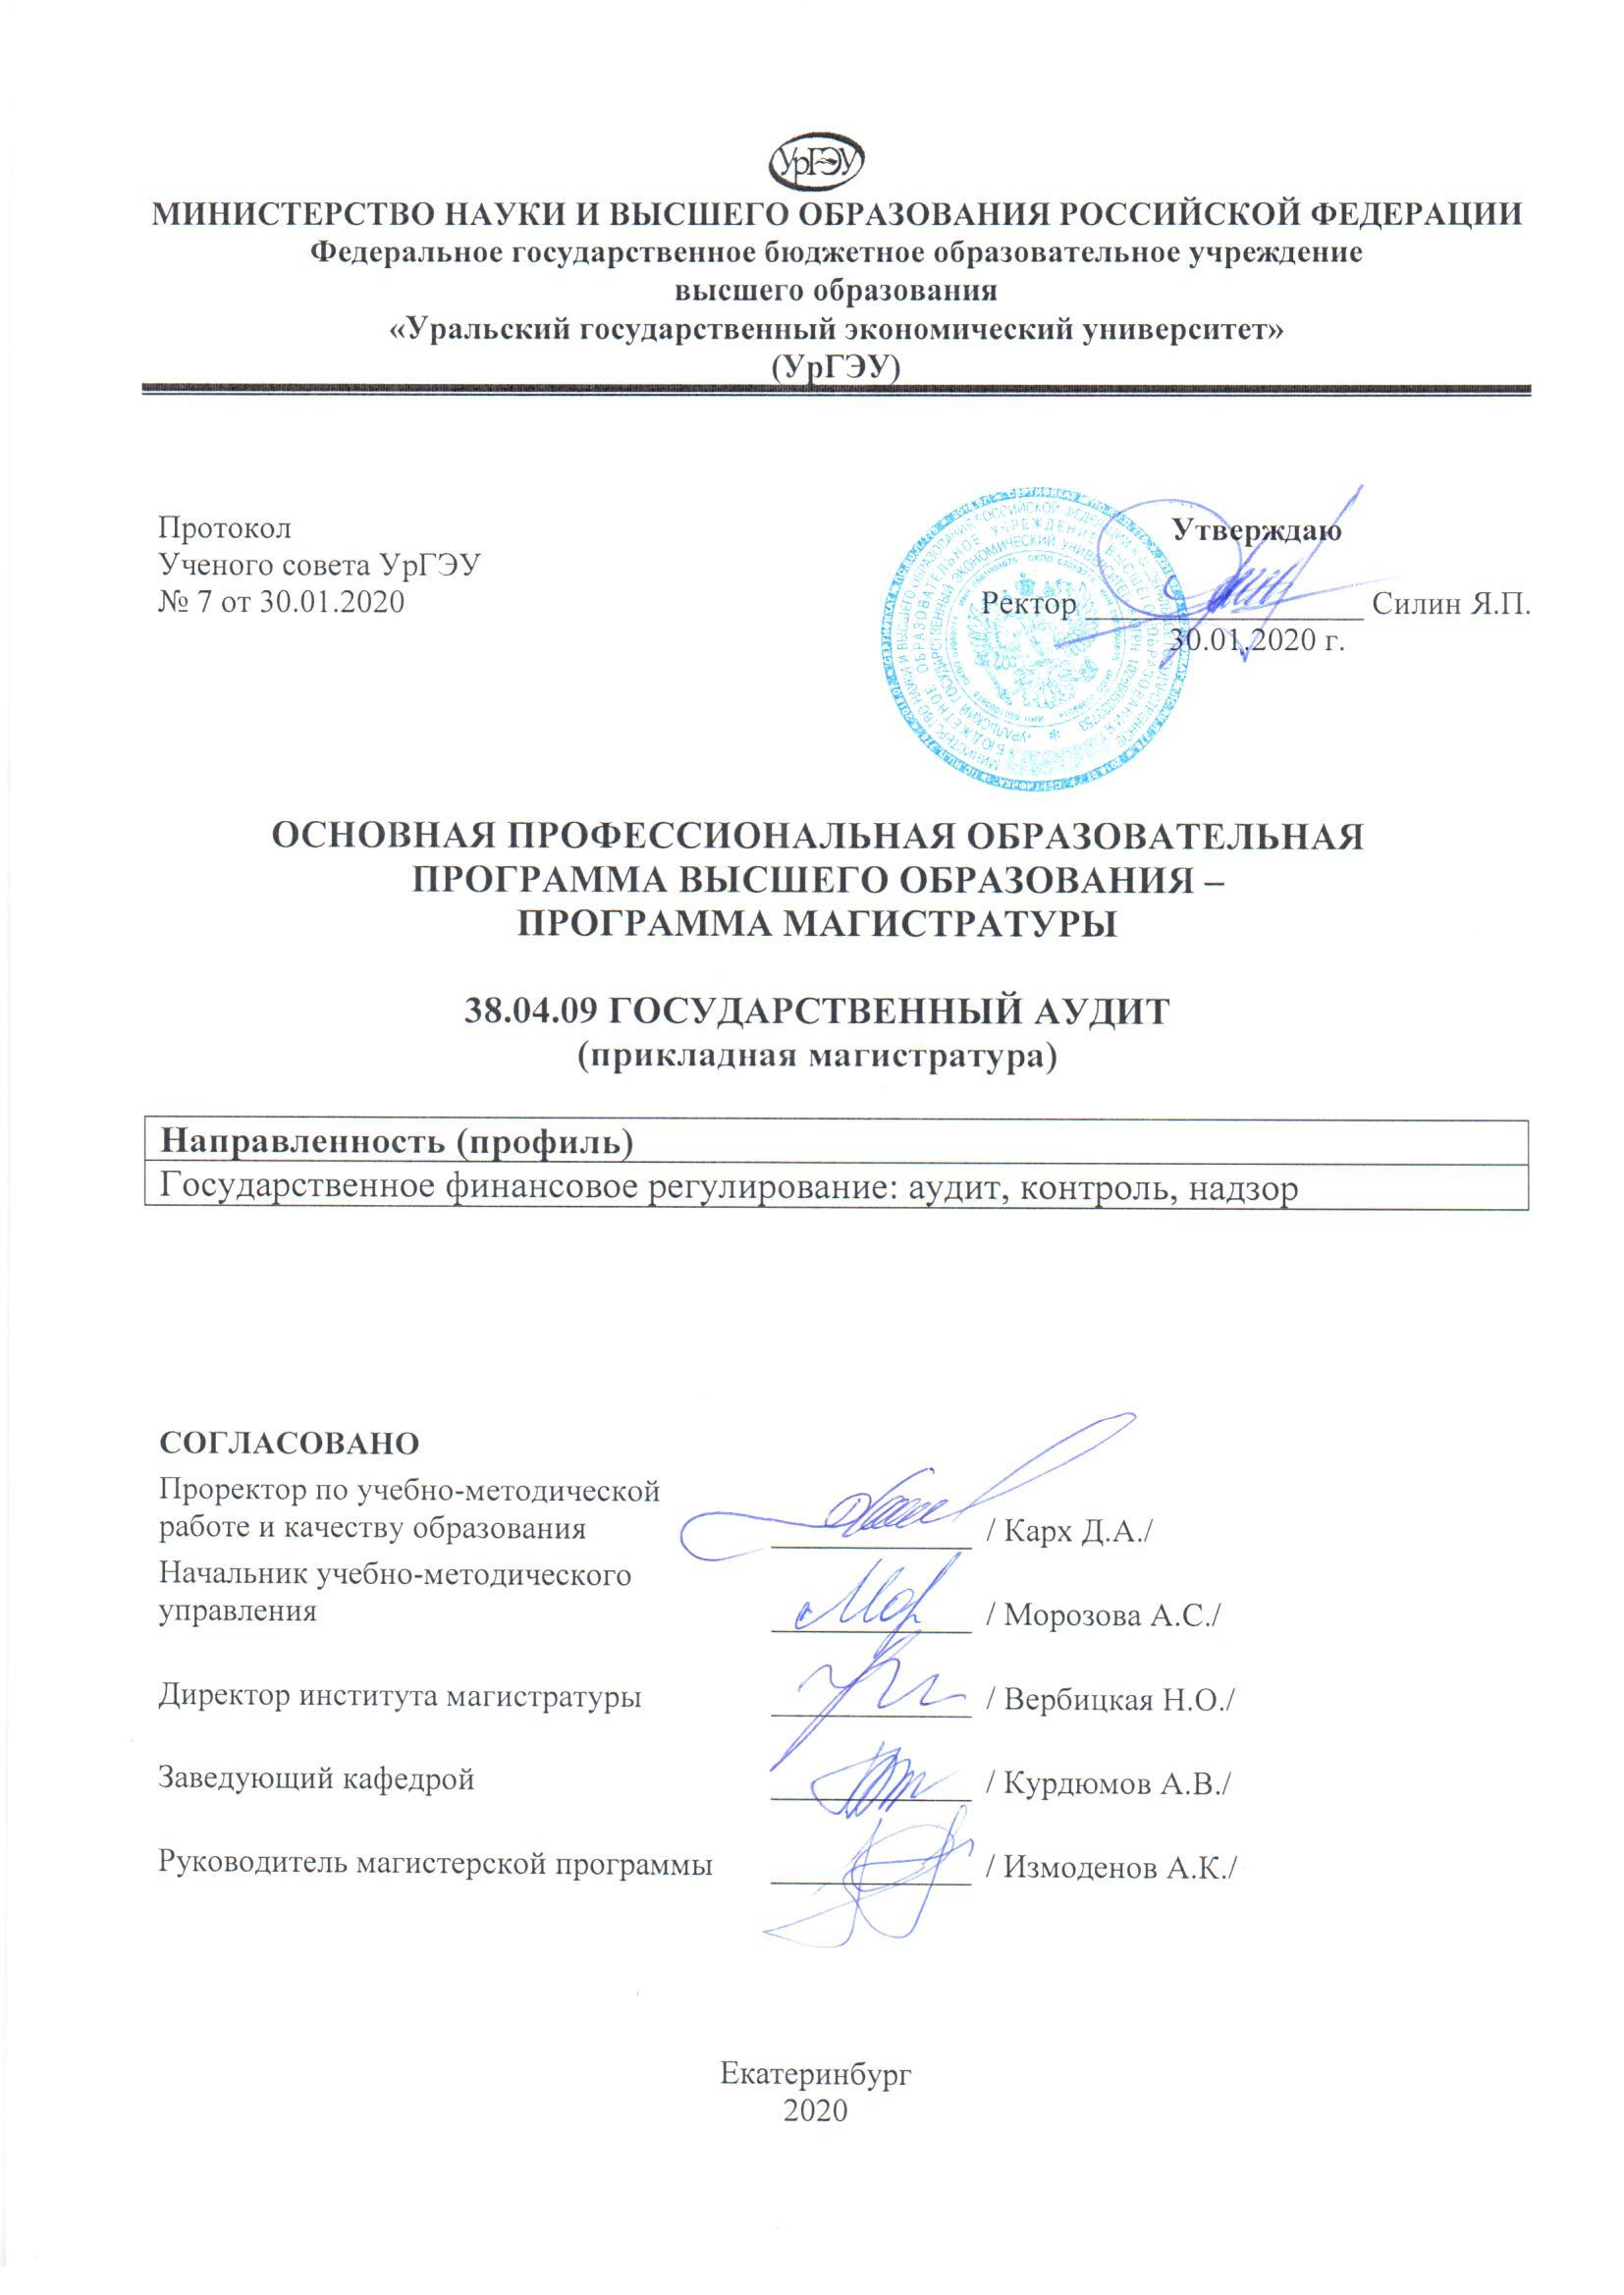 УрГЭУ
МИНИСТЕРСТВО НАУКИ И ВЫСШЕГО ОБРАЗОВАНИЯ РОССИЙСКОЙ ФЕДЕРАЦИИ
Федеральное государственное бюджетное образовательное учреждение
высшего образования
«Уральский государственный экономический университет»
(УрГЭУ)
Протокол
Ученого совета УрГЭУ
№ 7 от 30.01.2020
Утверждаю
Ректор Силин Я.П.
30.01.2020 г.
ОСНОВНАЯ ПРОФЕССИОНАЛЬНАЯ ОБРАЗОВАТЕЛЬНАЯ
ПРОГРАММА ВЫСШЕГО ОБРАЗОВАНИЯ –
ПРОГРАММА МАГИСТРАТУРЫ
38.04.09 ГОСУДАРСТВЕННЫЙ АУДИТ
(прикладная магистратура)
Направленность (профиль)
Государственное финансовое регулирование: аудит, контроль, надзор
СОГЛАСОВАНО
Проректор по учебно-методической
работе и качеству образования / Карх Д.А./
Начальник учебно-методического
управления / Морозова А.С./
Директор института магистратуры / Вербицкая Н.О./
Заведующий кафедрой / Курдюмов А.В./
Руководитель магистерской программы / Измоденов А.К./
Екатеринбург
2020